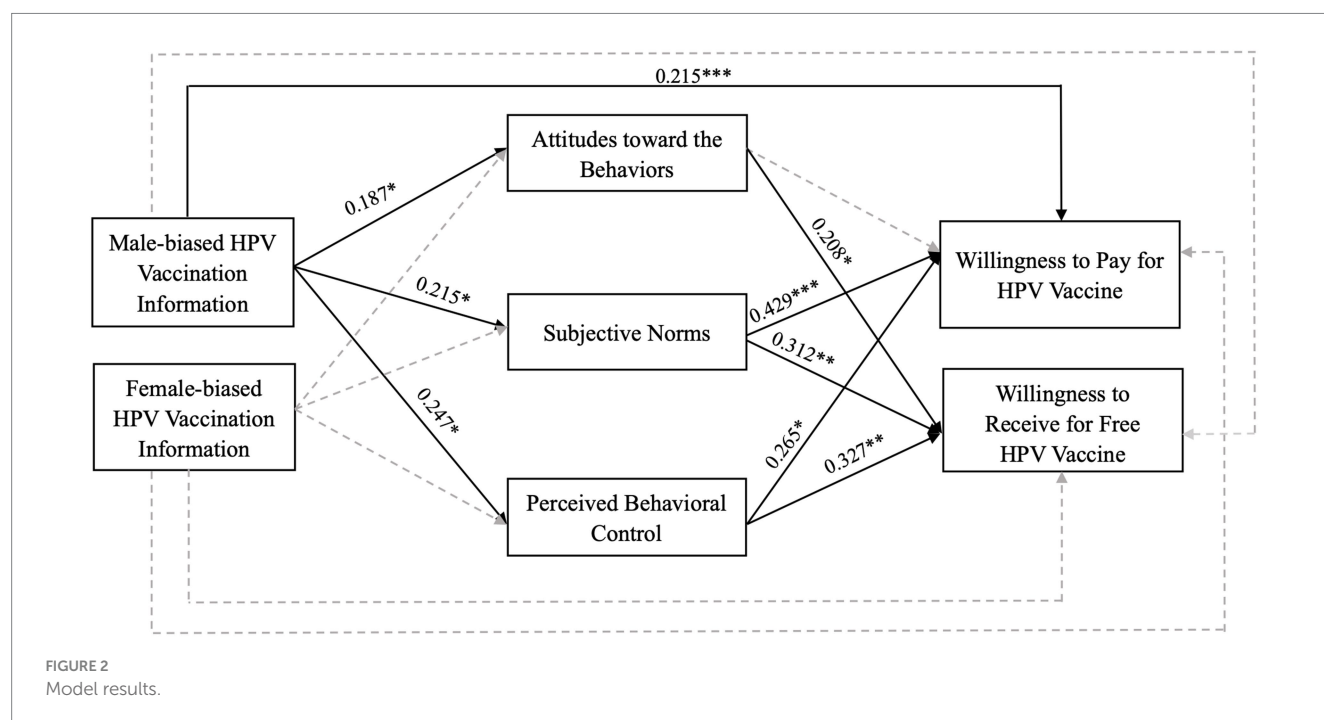 0.215***
Attitudes toward the
Behaviors
0.187*
Male-biased HPV
Vaccination
Information
0.208*
Willingness to Pay for
HPV Vaccine
0.215*
Subjective Norms
0.429***
0.312**
Female-biased
HPV Vaccination
Information
0.247*
Willingness to
Receive for Free
HPV Vaccine
0.265*
0.327**
Perceived Behavioral
Control
FIGURE 2
Model results.